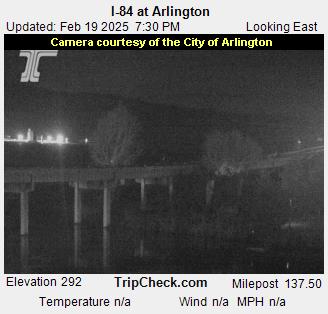 I-84 at Arlington
Updated: Feb 19 2025 7:30 PM Looking East
Camera courtesy of the City of Arlington
Elevation 292 TripCheck.com Milepost 137.50
Temperature n/a Wind n/a MPH n/a